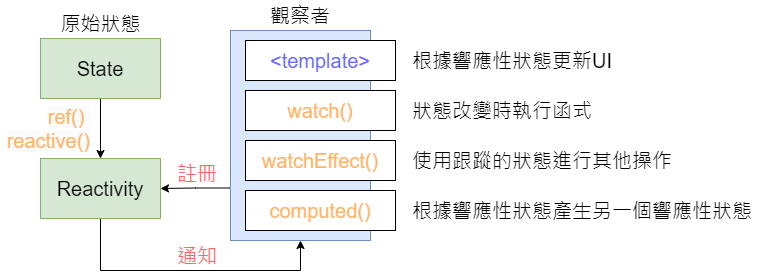 原始狀態
觀察者
State
<template>
根據響應性狀態更新UI
ref()
reactive()
watch()
狀態改變時執行函式
watchEffect()
使用跟蹤的狀態進行其他操作
Reactivity
註冊
computed()
根據響應性狀態產生另一個響應性狀態
通知